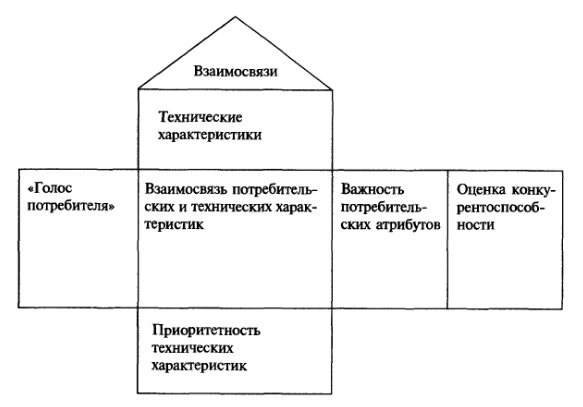 Взаимосвязи
Технические
характеристики
«Голос
потребителя»
Взаимосвязь потребитель-
ских и технических харак-
теристик
Важность
потребитель-
ских атрибутов
Оценка конку-
рентоспособ-
ности
Приоритетность
технических
характеристик